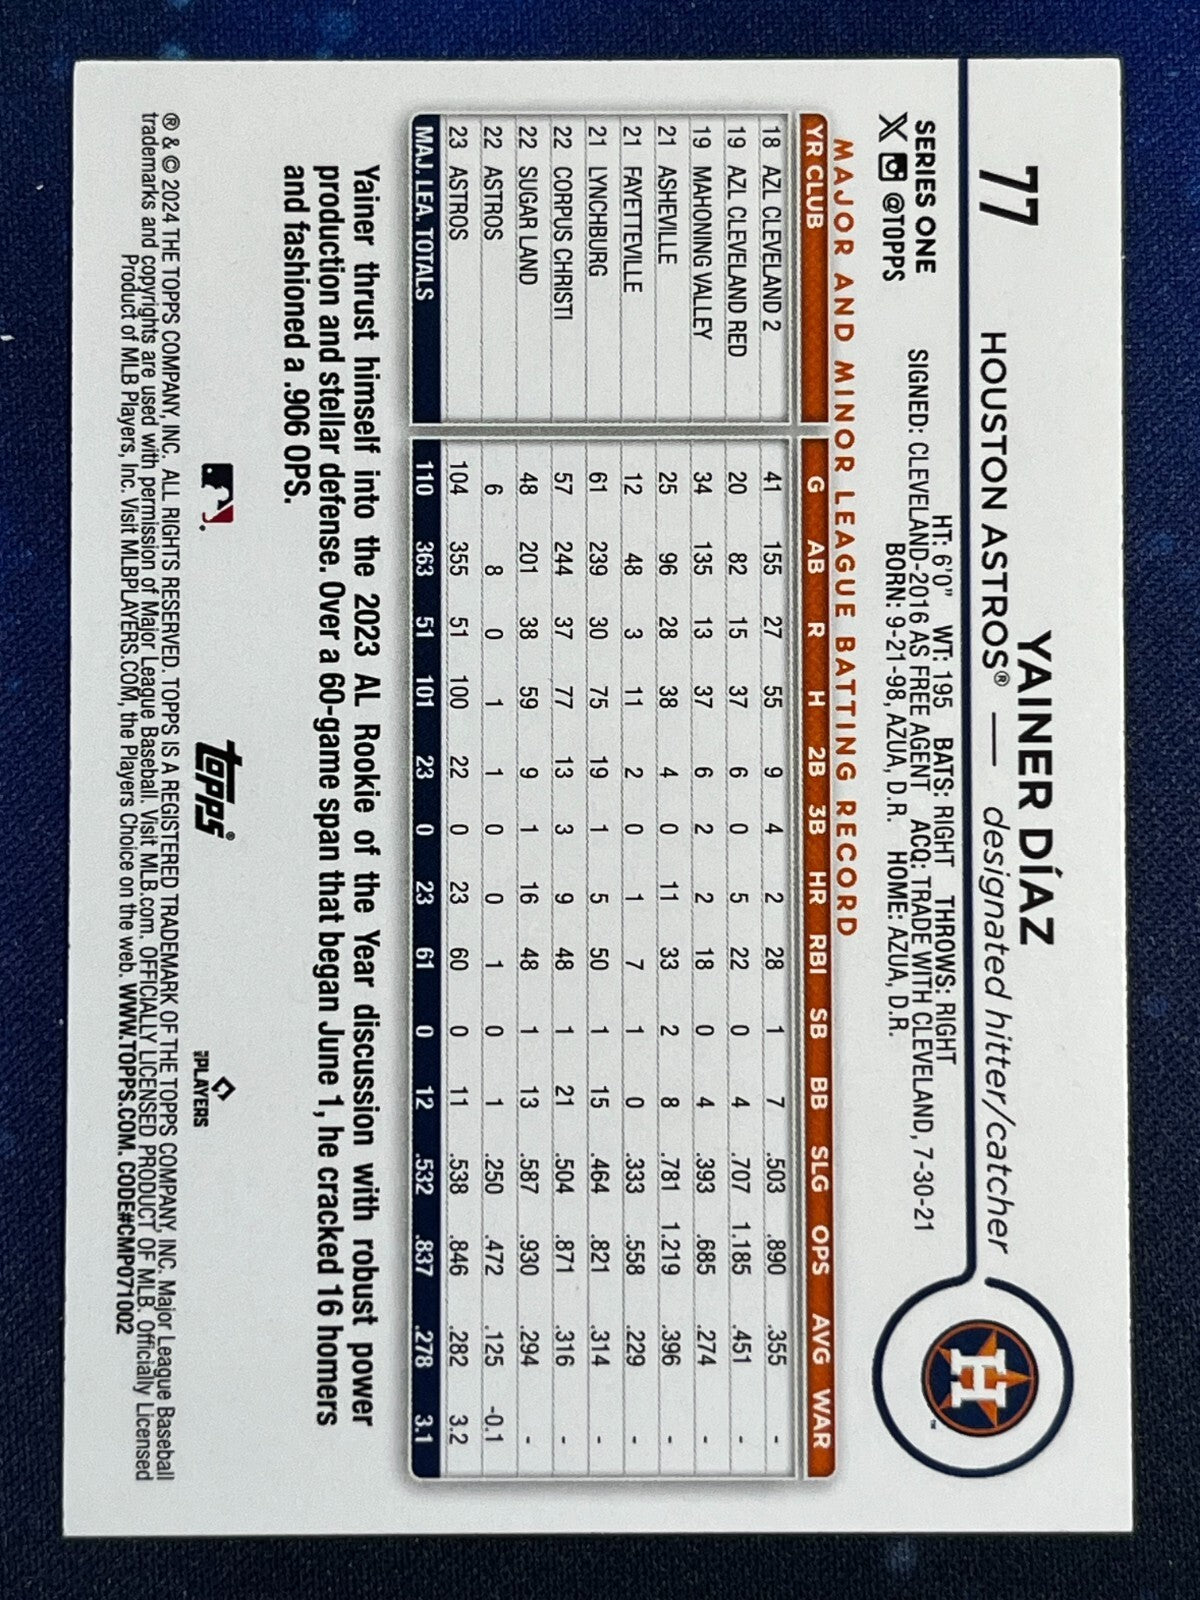 77
YAINER DÍAZ
HOUSTON ASTROS® — designated hitter/catcher
SERIES ONE
X @TOPPS
HT: 6'0" WT: 195 BATS: RIGHT THROWS: RIGHT
SIGNED: CLEVELAND-2016 AS FREE AGENT ACQ: TRADE WITH CLEVELAND, 7-30-21
BORN: 9-21-98, AZUA, D.R. HOME: AZUA, D.R.
H
™
MAJOR AND MINOR LEAGUE BATTING RECORD
YR CLUB G AB R H 2B 3B HR RBI SB BB SLG OPS AVG WAR
18 AZL CLEVELAND 2 41 155 27 55 9 4 2 28 1 7 .503 .890 .355 -
19 AZL CLEVELAND RED 20 82 15 37 6 0 5 22 0 4 .707 1.185 .451 -
19 MAHONING VALLEY 34 135 13 37 6 2 2 18 0 4 .393 .685 .274 -
21 ASHEVILLE 25 96 28 38 4 0 11 33 2 8 .781 1.219 .396 -
21 FAYETTEVILLE 12 48 3 11 2 0 1 7 1 0 .333 .558 .229 -
21 LYNCHBURG 61 239 30 75 19 1 5 50 1 15 .464 .821 .314 -
22 CORPUS CHRISTI 57 244 37 77 13 3 9 48 1 21 .504 .871 .316 -
22 SUGAR LAND 48 201 38 59 9 1 16 48 1 13 .587 .930 .294 -
22 ASTROS 6 8 0 1 1 0 0 1 0 1 .250 .472 .125 -0.1
23 ASTROS 104 355 51 100 22 0 23 60 0 11 .538 .846 .282 3.2
MAJ. LEA. TOTALS 110 363 51 101 23 0 23 61 0 12 .532 .837 .278 3.1
Yainer thrust himself into the 2023 AL Rookie of the Year discussion with robust power
production and stellar defense. Over a 60-game span that began June 1, he cracked 16 homers
and fashioned a .906 OPS.
topps®
PLAYERS
® & © 2024 THE TOPPS COMPANY, INC. ALL RIGHTS RESERVED. TOPPS IS A REGISTERED TRADEMARK OF THE TOPPS COMPANY, INC. Major League Baseball
trademarks and copyrights are used with permission of Major League Baseball. Visit MLB.com. OFFICIALLY LICENSED PRODUCT OF MLB. Officially Licensed
Product of MLB Players, Inc. Visit MLBPLAYERS.COM, the Players Choice on the web. WWW.TOPPS.COM. CODE#CMP071002